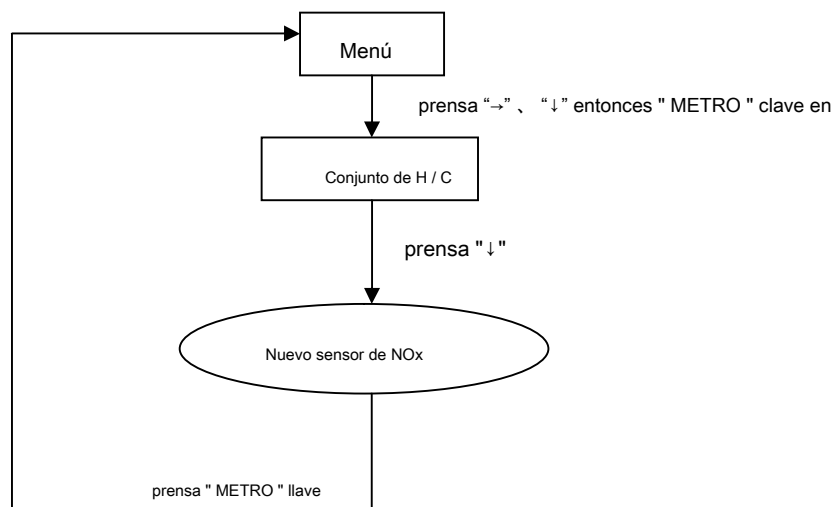 Menú
prensa “→” 、 “↓” entonces " METRO " clave en
Conjunto de H / C
prensa "↓"
Nuevo sensor de NOx
prensa " METRO " llave